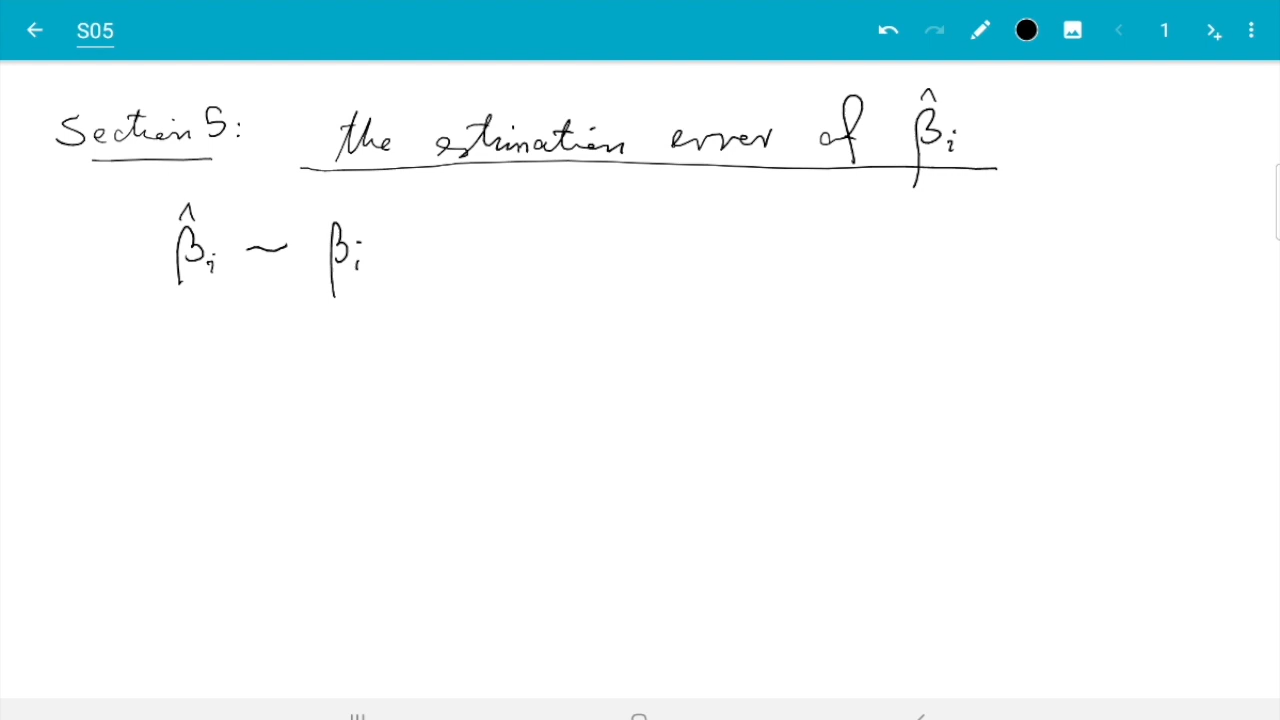 S05
1
Section 5: the estimation error of β̂ᵢ
β̂ᵢ ~ βᵢ